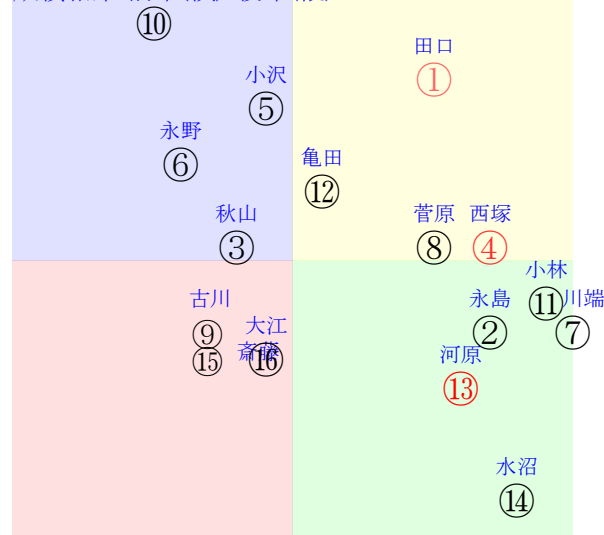 ⑩
田口
①
小沢
⑤
永野
⑥
亀田
⑫
秋山
③
菅原
⑧
西塚
④
小林
⑪
川端
⑦
古川
⑨
永島
②
大江
⑯
斎藤
⑮
河原
⑬
水沼
⑭